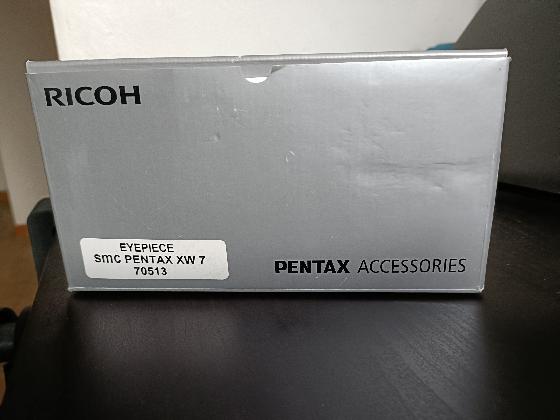 RICOH
EYEPIECE
smc PENTAX XW 7
70513
PENTAX ACCESSORIES